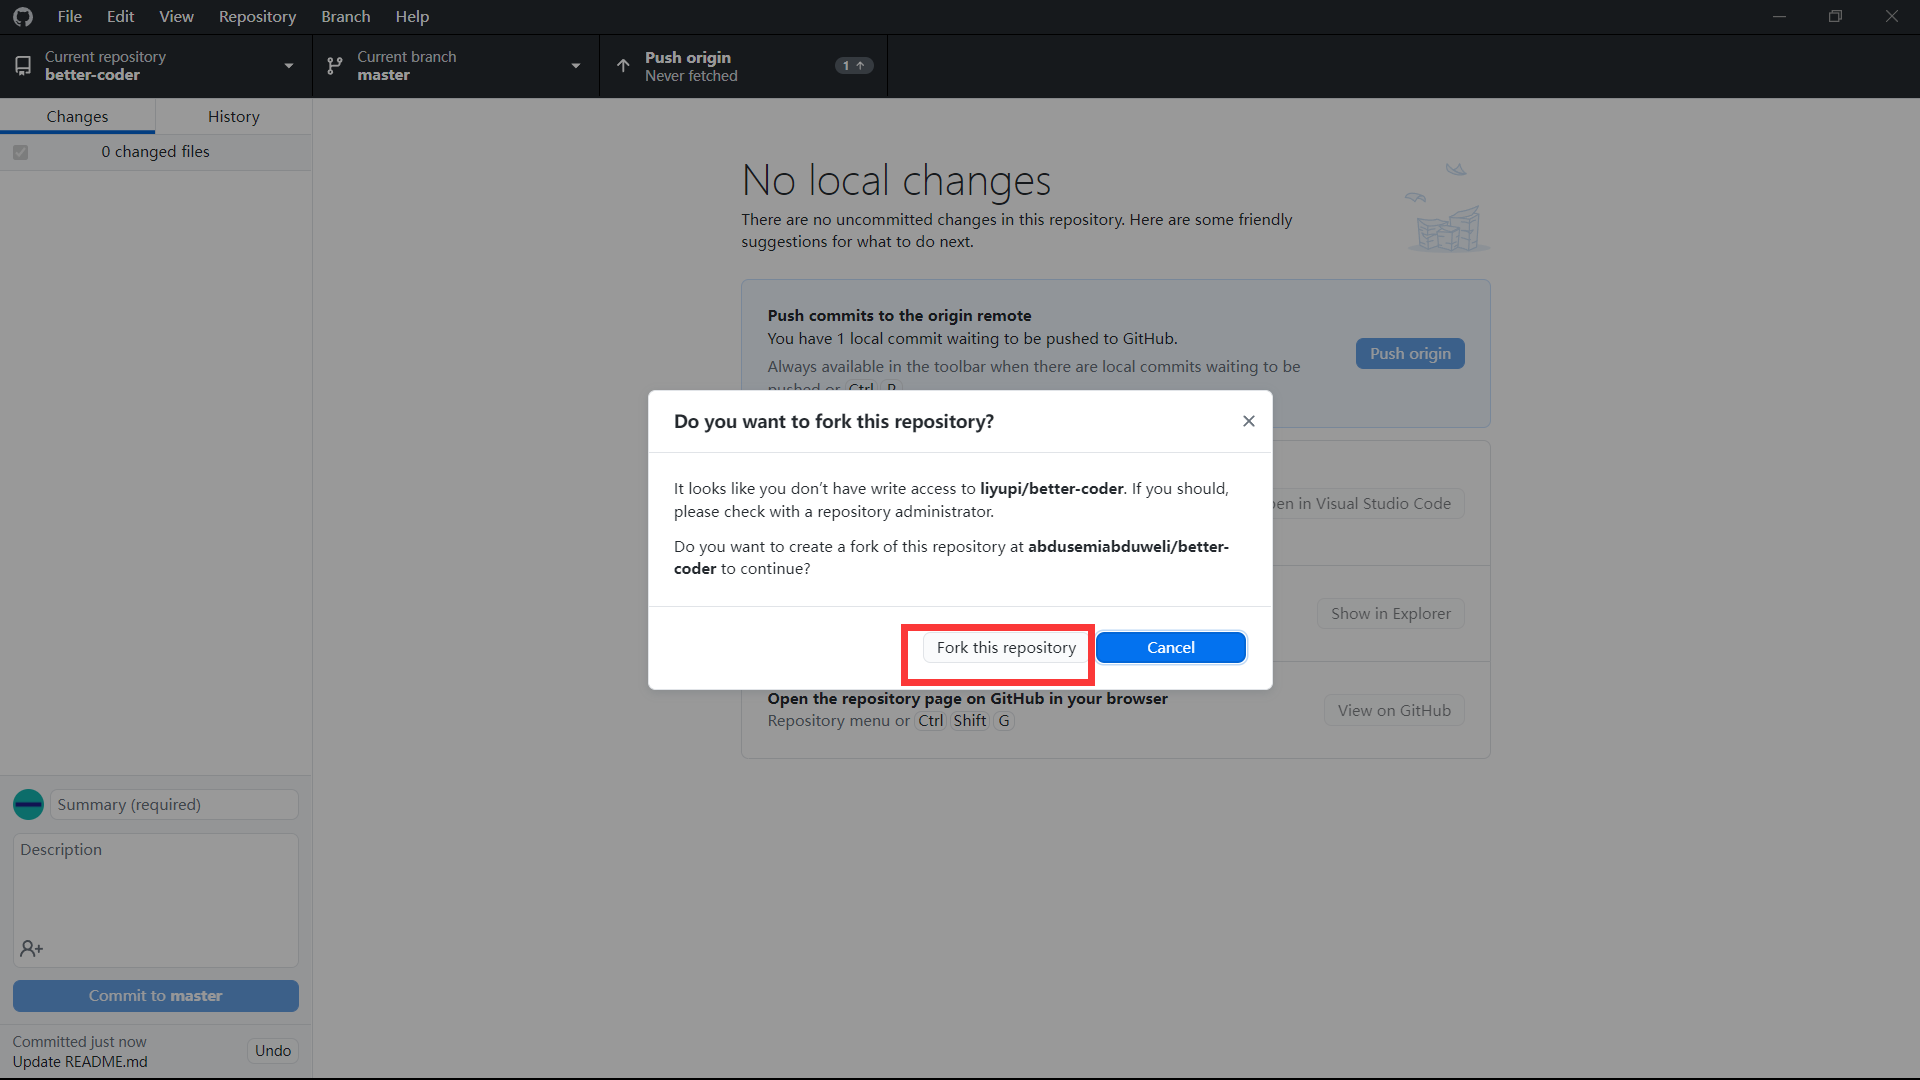 File Edit View Repository Branch Help
Current repository
better-coder
Current branch
master
Push origin
Never fetched
1
Changes
History
0 changed files
No local changes
There are no uncommitted changes in this repository. Here are some friendly
suggestions for what to do next.
Push commits to the origin remote
You have 1 local commit waiting to be pushed to GitHub.
Always available in the toolbar when there are local commits waiting to be
pushed or Ctrl P
Push origin
Do you want to fork this repository?
It looks like you don't have write access to liyupi/better-coder. If you should,
please check with a repository administrator.
Do you want to create a fork of this repository at abdusemiabduweli/better-
coder to continue?
Fork this repository
Cancel
in Visual Studio Code
Show in Explorer
Open the repository page on GitHub in your browser
Repository menu or Ctrl Shift G
View on GitHub
Summary (required)
Description
Commit to master
Committed just now
Update README.md
Undo